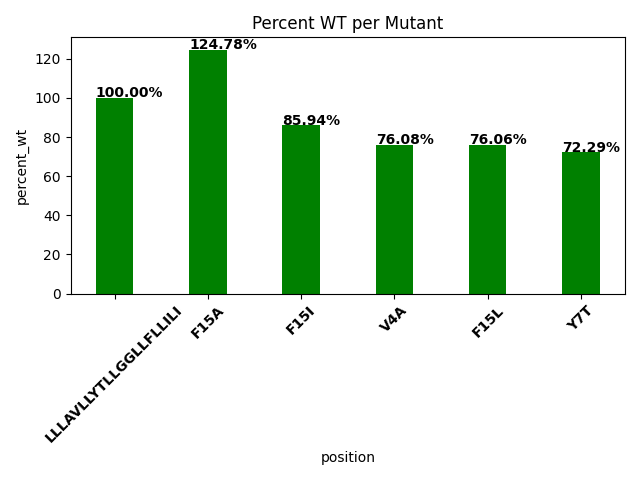 Percent WT per Mutant
percent_wt
120
100
80
60
40
20
0
100.00%
124.78%
85.94%
76.08%
76.06%
72.29%
LLLAVLLYTLLGGLLFLLILI
F15A
F15I
V4A
F15L
Y7T
position